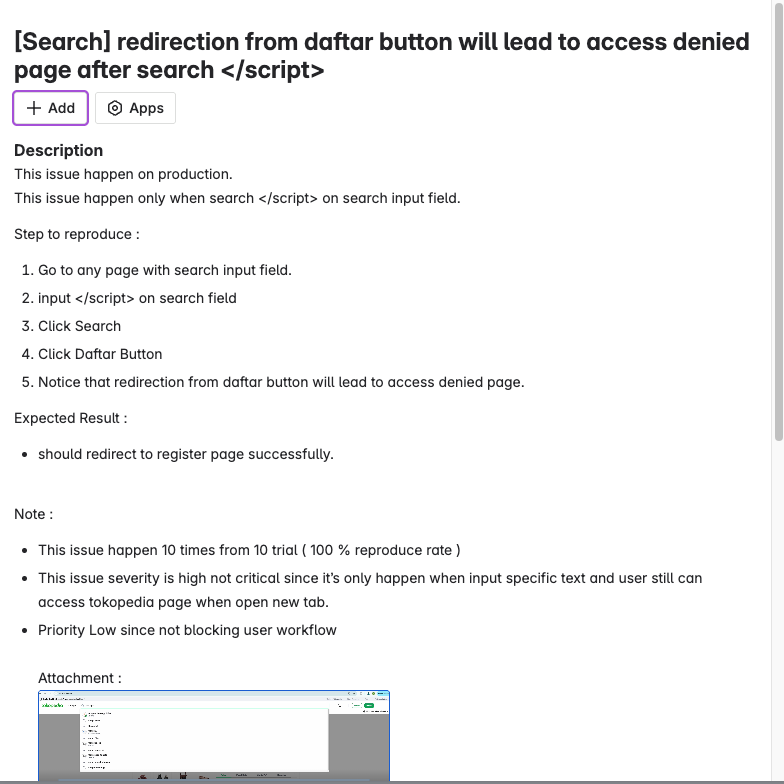 [Search] redirection from daftar button will lead to access denied
page after search </script>
Add
Apps
Description
This issue happen on production.
This issue happen only when search </script> on search input field.
Step to reproduce :
1. Go to any page with search input field.
2. input </script> on search field
3. Click Search
4. Click Daftar Button
5. Notice that redirection from daftar button will lead to access denied page.
Expected Result :
• should redirect to register page successfully.
Note :
• This issue happen 10 times from 10 trial ( 100 % reproduce rate )
• This issue severity is high not critical since it’s only happen when input specific text and user still can
access tokopedia page when open new tab.
• Priority Low since not blocking user workflow
Attachment :